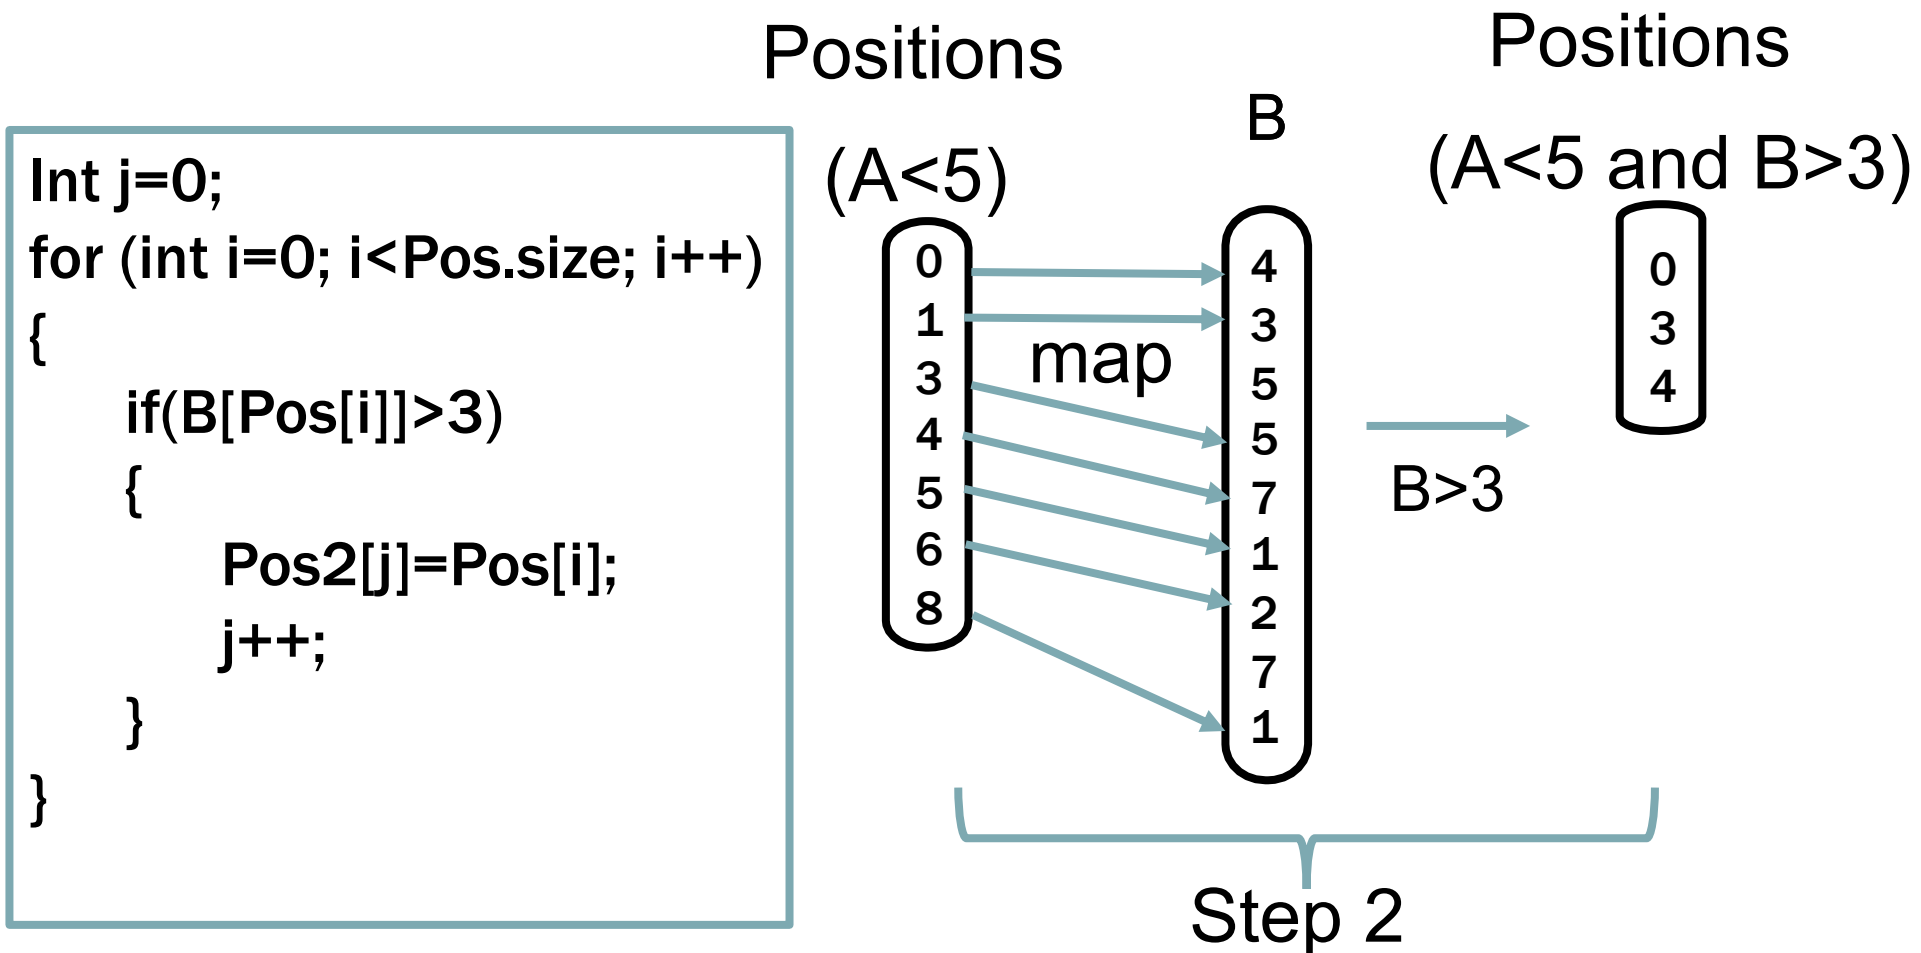 Int j=0;
for (int i=0; i<Pos.size; i++)
{
if(B[Pos[i]]>3)
{
Pos2[j]=Pos[i];
j++;
}
}
Positions
(A<5)
0
1
3
4
5
6
8
map
B
4
3
5
5
7
1
2
7
1
B>3
Positions
(A<5 and B>3)
0
3
4
Step 2